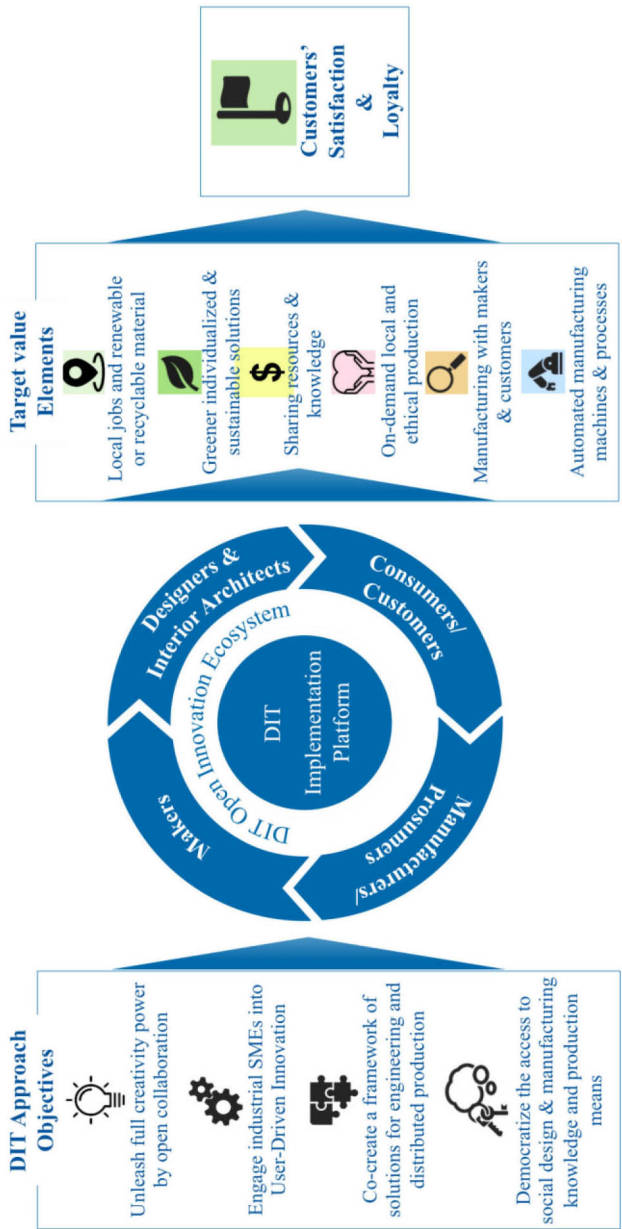 DIT Approach
Objectives
Unleash full creativity power
by open collaboration
Engage industrial SMEs into
User-Driven Innovation
Co-create a framework of
solutions for engineering and
distributed production
Democratize the access to
social design & manufacturing
knowledge and production
means
Makers
Designers &
Interior Architects
Consumers/
Customers
Manufacturers/
Prosumers
DIT Open Innovation Ecosystem
DIT
Implementation
Platform
Target value
Elements
Local jobs and renewable
or recyclable material
Greener individualized &
sustainable solutions
$
Sharing resources &
knowledge
On-demand local and
ethical production
Manufacturing with makers
& customers
Automated manufacturing
machines & processes
Customers'
Satisfaction
&
Loyalty